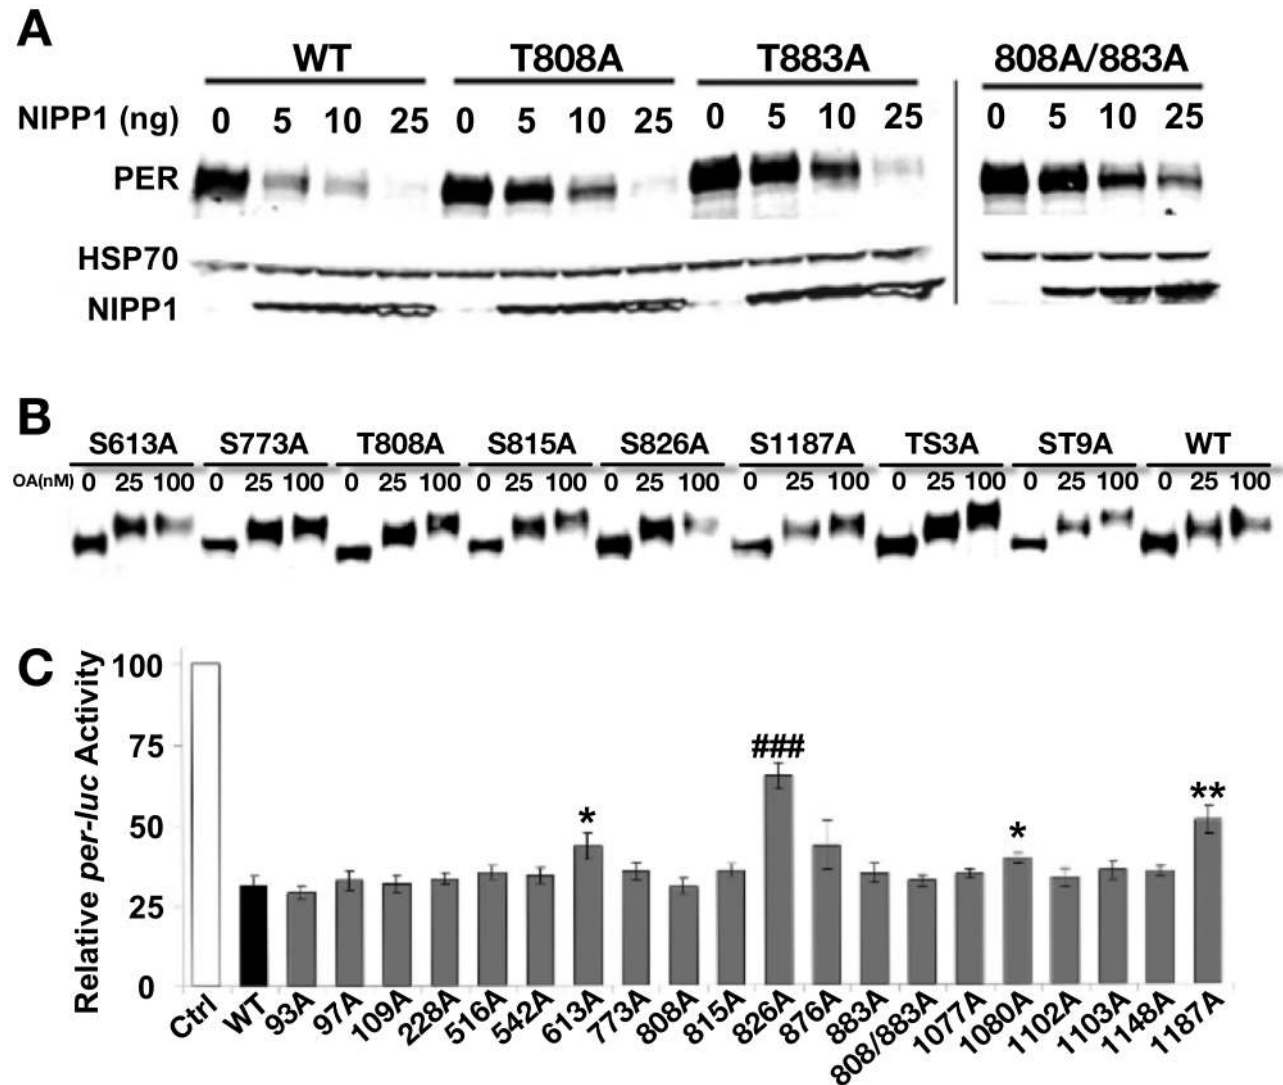 A
WT T808A T883A 808A/883A
NIPP1 (ng) 0 5 10 25 0 5 10 25 0 5 10 25 0 5 10 25
PER
HSP70
NIPP1
B
S613A S773A T808A S815A S826A S1187A TS3A ST9A WT
OA(nM) 0 25 100 0 25 100 0 25 100 0 25 100 0 25 100 0 25 100 0 25 100 0 25 100 0 25 100
C
Relative per-luc Activity
100
75
50
25
0
* ### * **
Ctrl WT 93A 97A 109A 228A 516A 542A 613A 773A 808A 815A 826A 876A 883A 808/883A 1077A 1080A 1102A 1103A 1148A 1187A